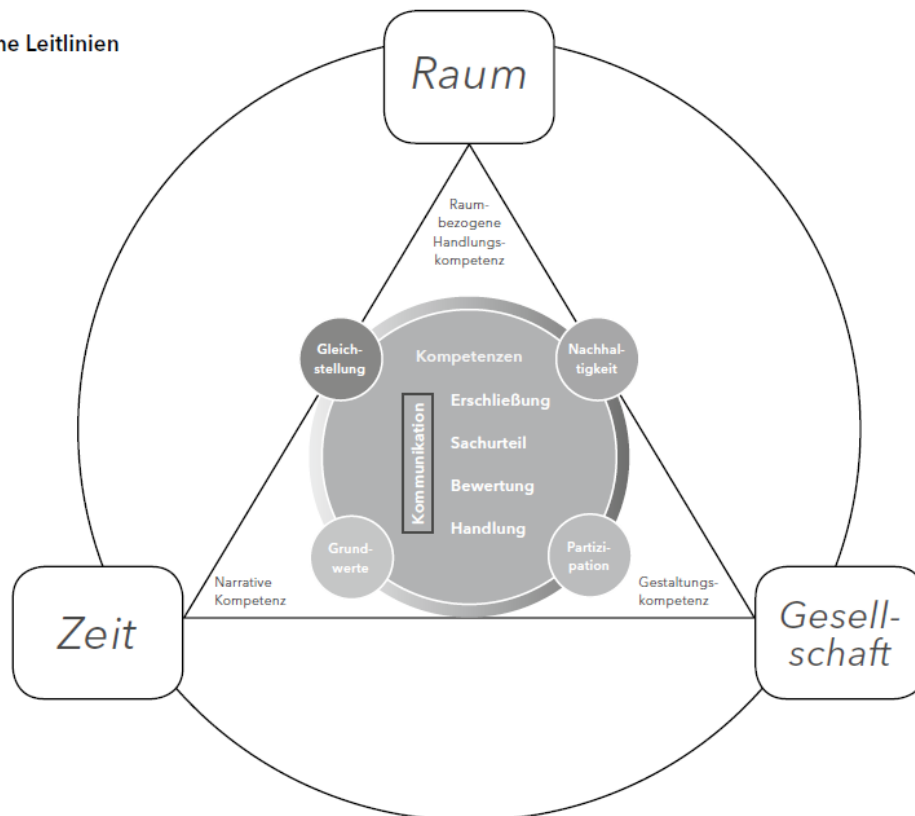 ne Leitlinien
Raum
Raum-
bezogene
Handlungs-
kompetenz
Gleich-
stellung
Kompetenzen
Nachhal-
tigkeit
Kommunikation
Erschließung
Sachurteil
Bewertung
Handlung
Grund-
werte
Partizi-
pation
Narrative
Kompetenz
Gestaltungs-
kompetenz
Zeit
Gesell-
schaft